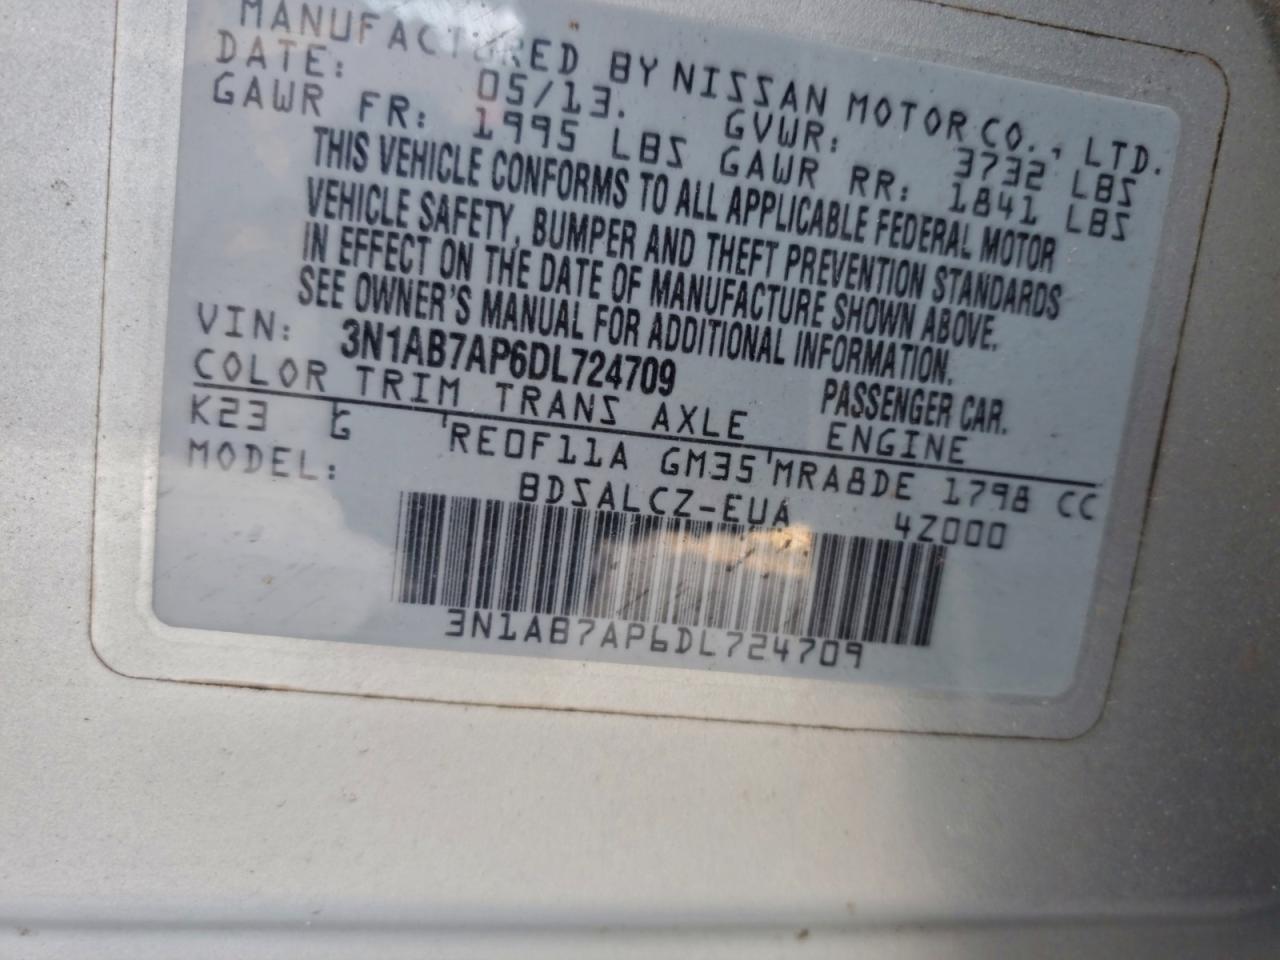 MANUFACTURED BY NISSAN MOTOR CO., LTD.
DATE: 05/13. GVWR: 3732 LBS
GAWR FR: 1995 LBS GAWR RR: 1841 LBS
THIS VEHICLE CONFORMS TO ALL APPLICABLE FEDERAL MOTOR
VEHICLE SAFETY, BUMPER AND THEFT PREVENTION STANDARDS
IN EFFECT ON THE DATE OF MANUFACTURE SHOWN ABOVE.
SEE OWNER'S MANUAL FOR ADDITIONAL INFORMATION.
VIN: 3N1AB7AP6DL724709 PASSENGER CAR.
COLOR TRIM TRANS AXLE ENGINE
K23 G RE0F11A GM35 MRA8DE 1798 CC
MODEL: BDSALCZ-EUA 4Z000
3N1AB7AP6DL724709